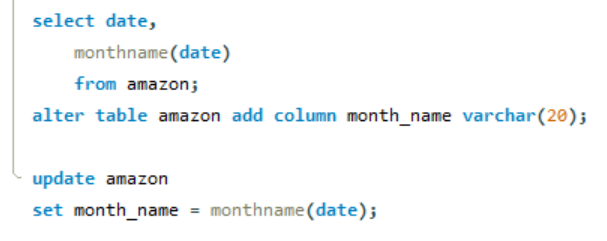 select date,
monthname(date)
from amazon;
alter table amazon add column month_name varchar(20);
update amazon
set month_name = monthname(date);